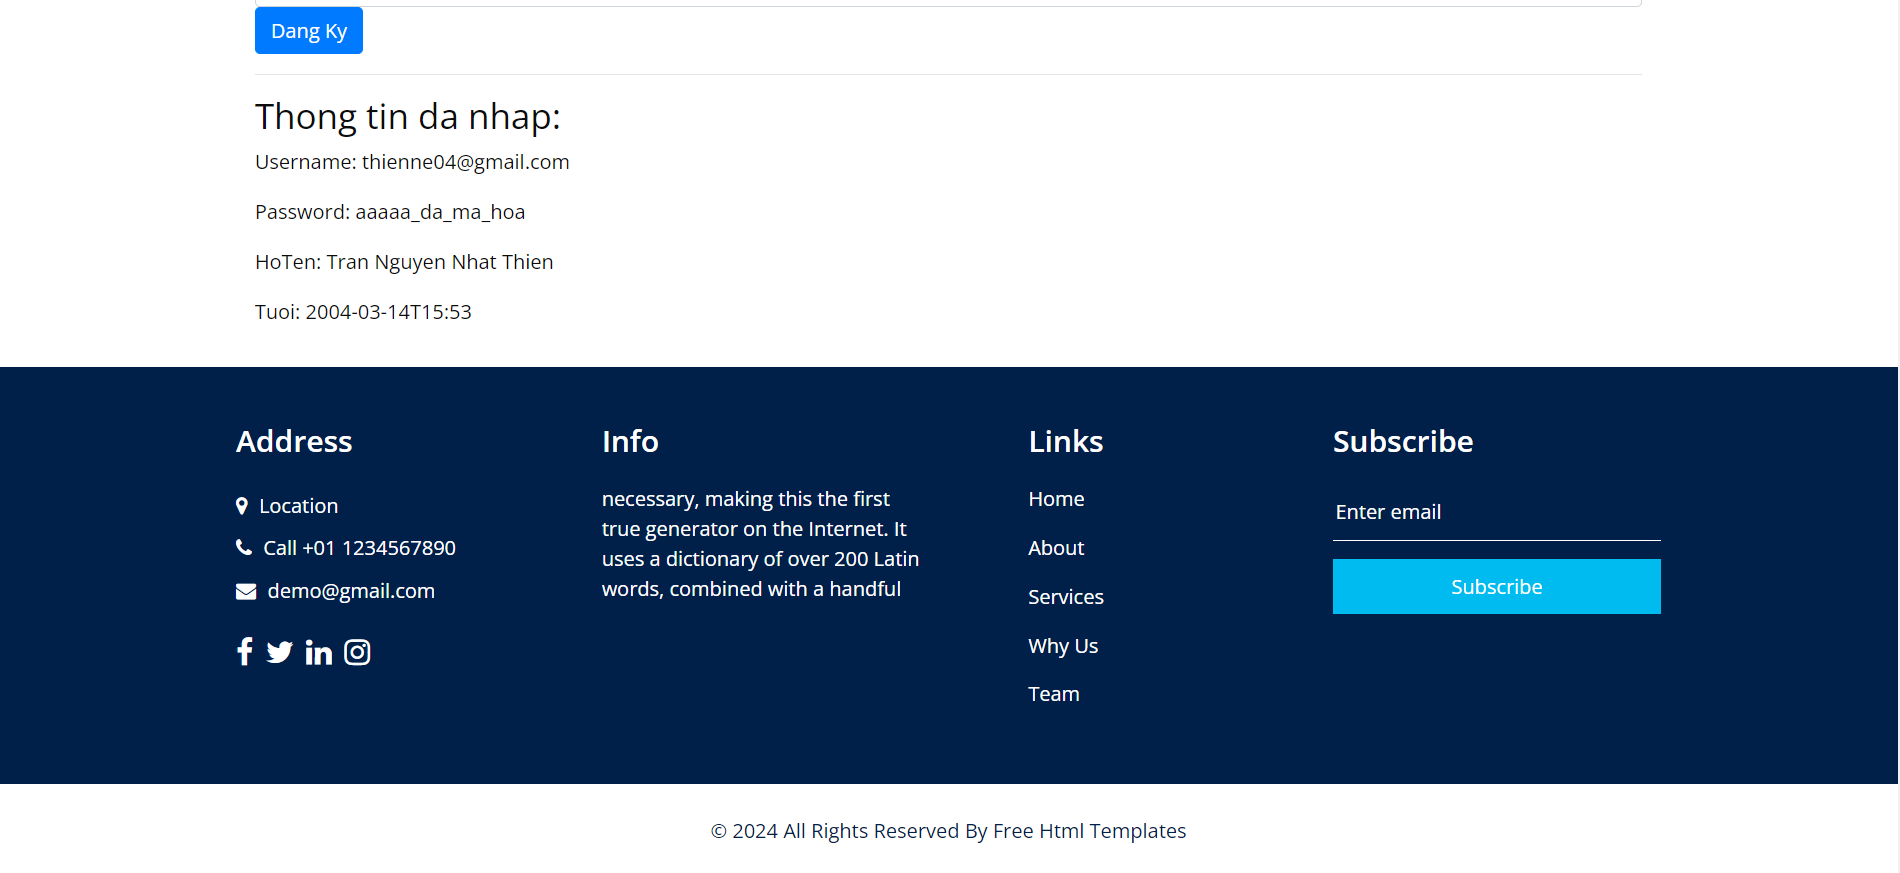 Dang Ky
Thong tin da nhap:
Username: thienne04@gmail.com
Password: aaaaa_da_ma_hoa
HoTen: Tran Nguyen Nhat Thien
Tuoi: 2004-03-14T15:53
Address
Location
Call +01 1234567890
demo@gmail.com
Info
necessary, making this the first
true generator on the Internet. It
uses a dictionary of over 200 Latin
words, combined with a handful
Links
Home
About
Services
Why Us
Team
Subscribe
Enter email
Subscribe
© 2024 All Rights Reserved By Free Html Templates